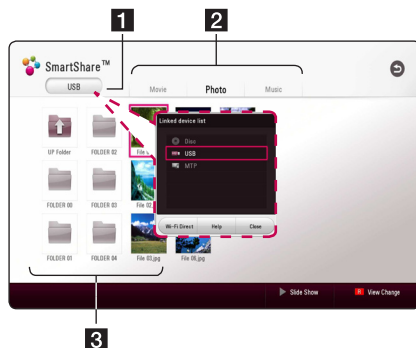 1
2
SmartShare™
USB
Movie
Photo
Music
Linked device list
Disc
USB
MTP
Wi-Fi Direct
Help
Close
UP Folder
FOLDER 02
File
FOLDER 00
FOLDER 03
File 02.
FOLDER 01
FOLDER 04
File 03.jpg
File 06.jpg
Slide Show
R
View Change
3